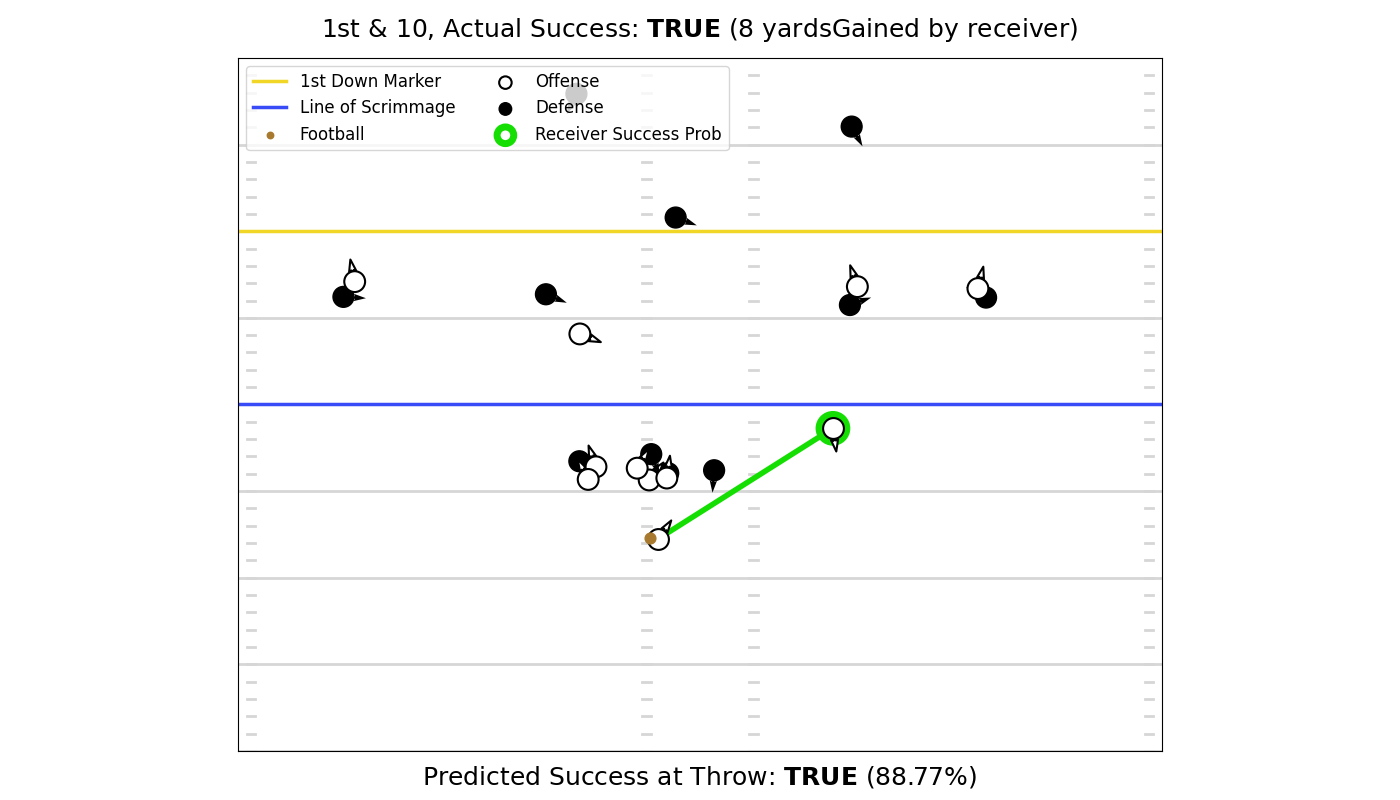 1st & 10, Actual Success: TRUE (8 yardsGained by receiver)
1st Down Marker
Line of Scrimmage
Football
Offense
Defense
Receiver Success Prob
Predicted Success at Throw: TRUE (88.77%)